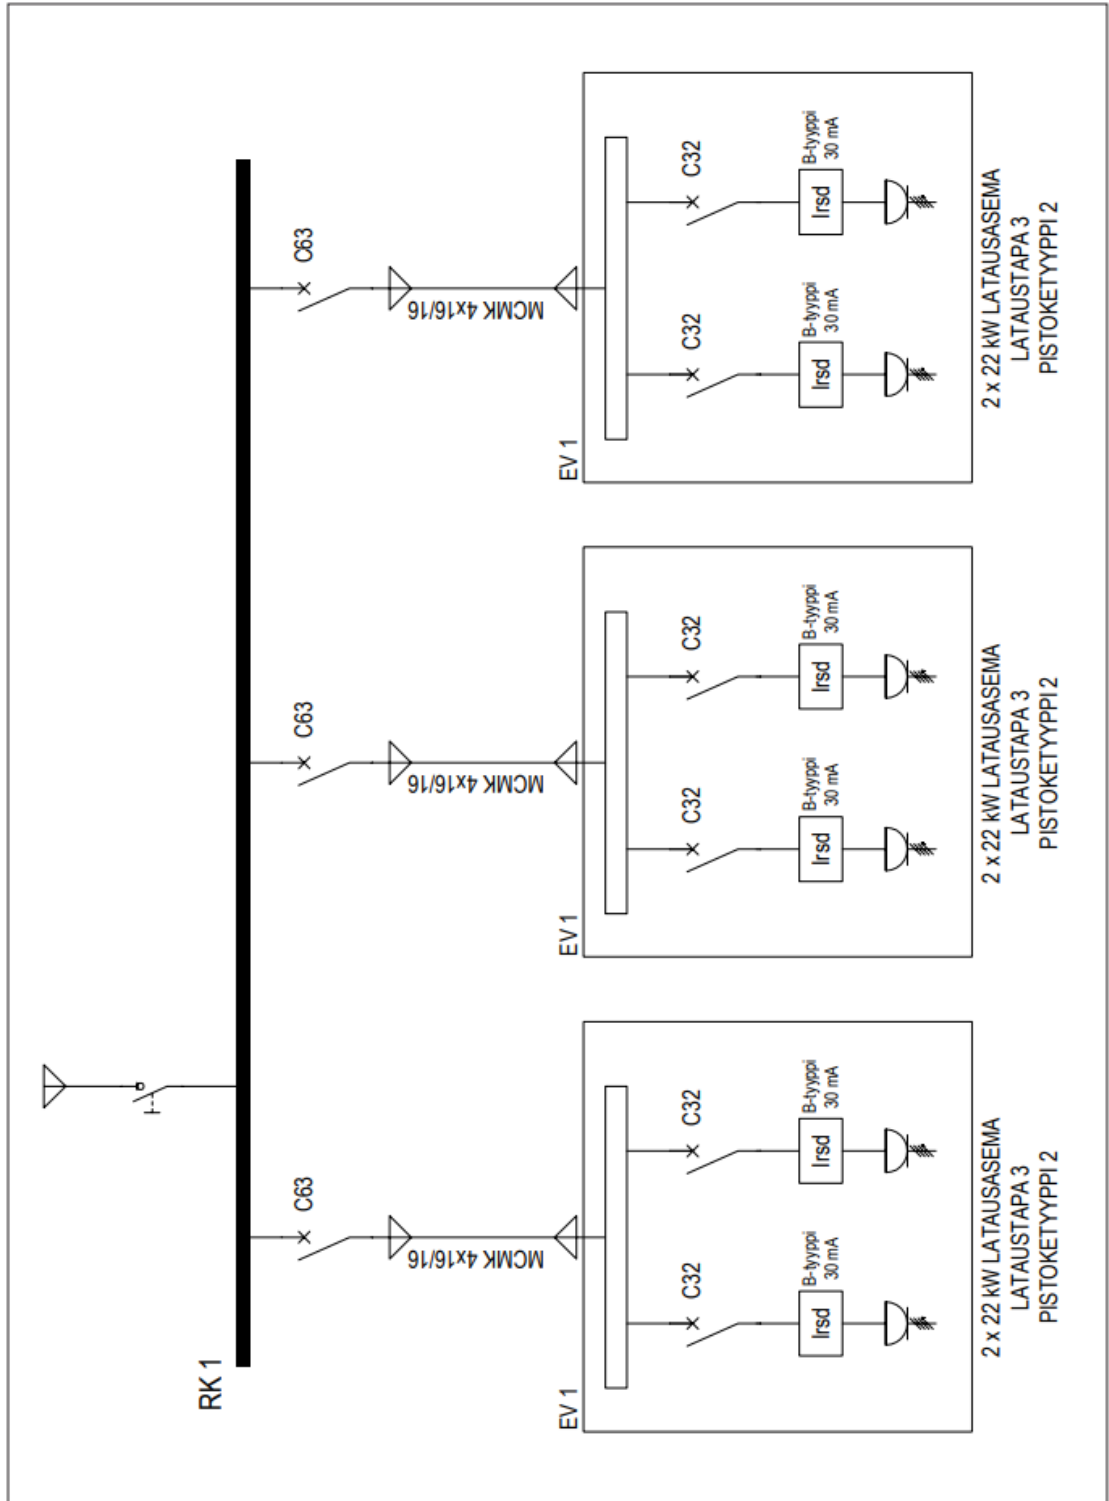 RK 1
C63
MCMK 4x16/16
EV 1
C32
B-tyyppi
30 mA
Irsd
C32
B-tyyppi
30 mA
Irsd
2 x 22 kW LATAUSASEMA
LATAUSTAPA 3
PISTOKETYYPPI 2
C63
MCMK 4x16/16
EV 1
C32
B-tyyppi
30 mA
Irsd
C32
B-tyyppi
30 mA
Irsd
2 x 22 kW LATAUSASEMA
LATAUSTAPA 3
PISTOKETYYPPI 2
C63
MCMK 4x16/16
EV 1
C32
B-tyyppi
30 mA
Irsd
C32
B-tyyppi
30 mA
Irsd
2 x 22 kW LATAUSASEMA
LATAUSTAPA 3
PISTOKETYYPPI 2